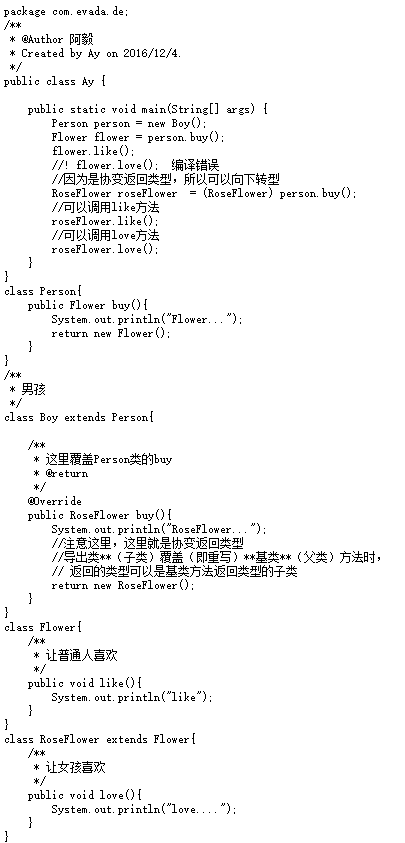 package com.evada.de;
/**
 * @Author 阿毅
 * Created by Ay on 2016/12/4.
 */
public class Ay {

    public static void main(String[] args) {
        Person person = new Boy();
        Flower flower = person.buy();
        flower.like();
        //! flower.love();  编译错误
        //因为是协变返回类型，所以可以向下转型
        RoseFlower roseFlower  = (RoseFlower) person.buy();
        //可以调用like方法
        roseFlower.like();
        //可以调用love方法
        roseFlower.love();
    }
}
class Person{
    public Flower buy(){
        System.out.println("Flower...");
        return new Flower();
    }
}
/**
 * 男孩
 */
class Boy extends Person{

    /**
     * 这里覆盖Person类的buy
     * @return
     */
    @Override
    public RoseFlower buy(){
        System.out.println("RoseFlower...");
        //注意这里，这里就是协变返回类型
        //导出类**（子类）覆盖（即重写）**基类**（父类）方法时，
        // 返回的类型可以是基类方法返回类型的子类
        return new RoseFlower();
    }
}
class Flower{
    /**
     * 让普通人喜欢
     */
    public void like(){
        System.out.println("like");
    }
}
class RoseFlower extends Flower{
    /**
     * 让女孩喜欢
     */
    public void love(){
        System.out.println("love....");
    }
}